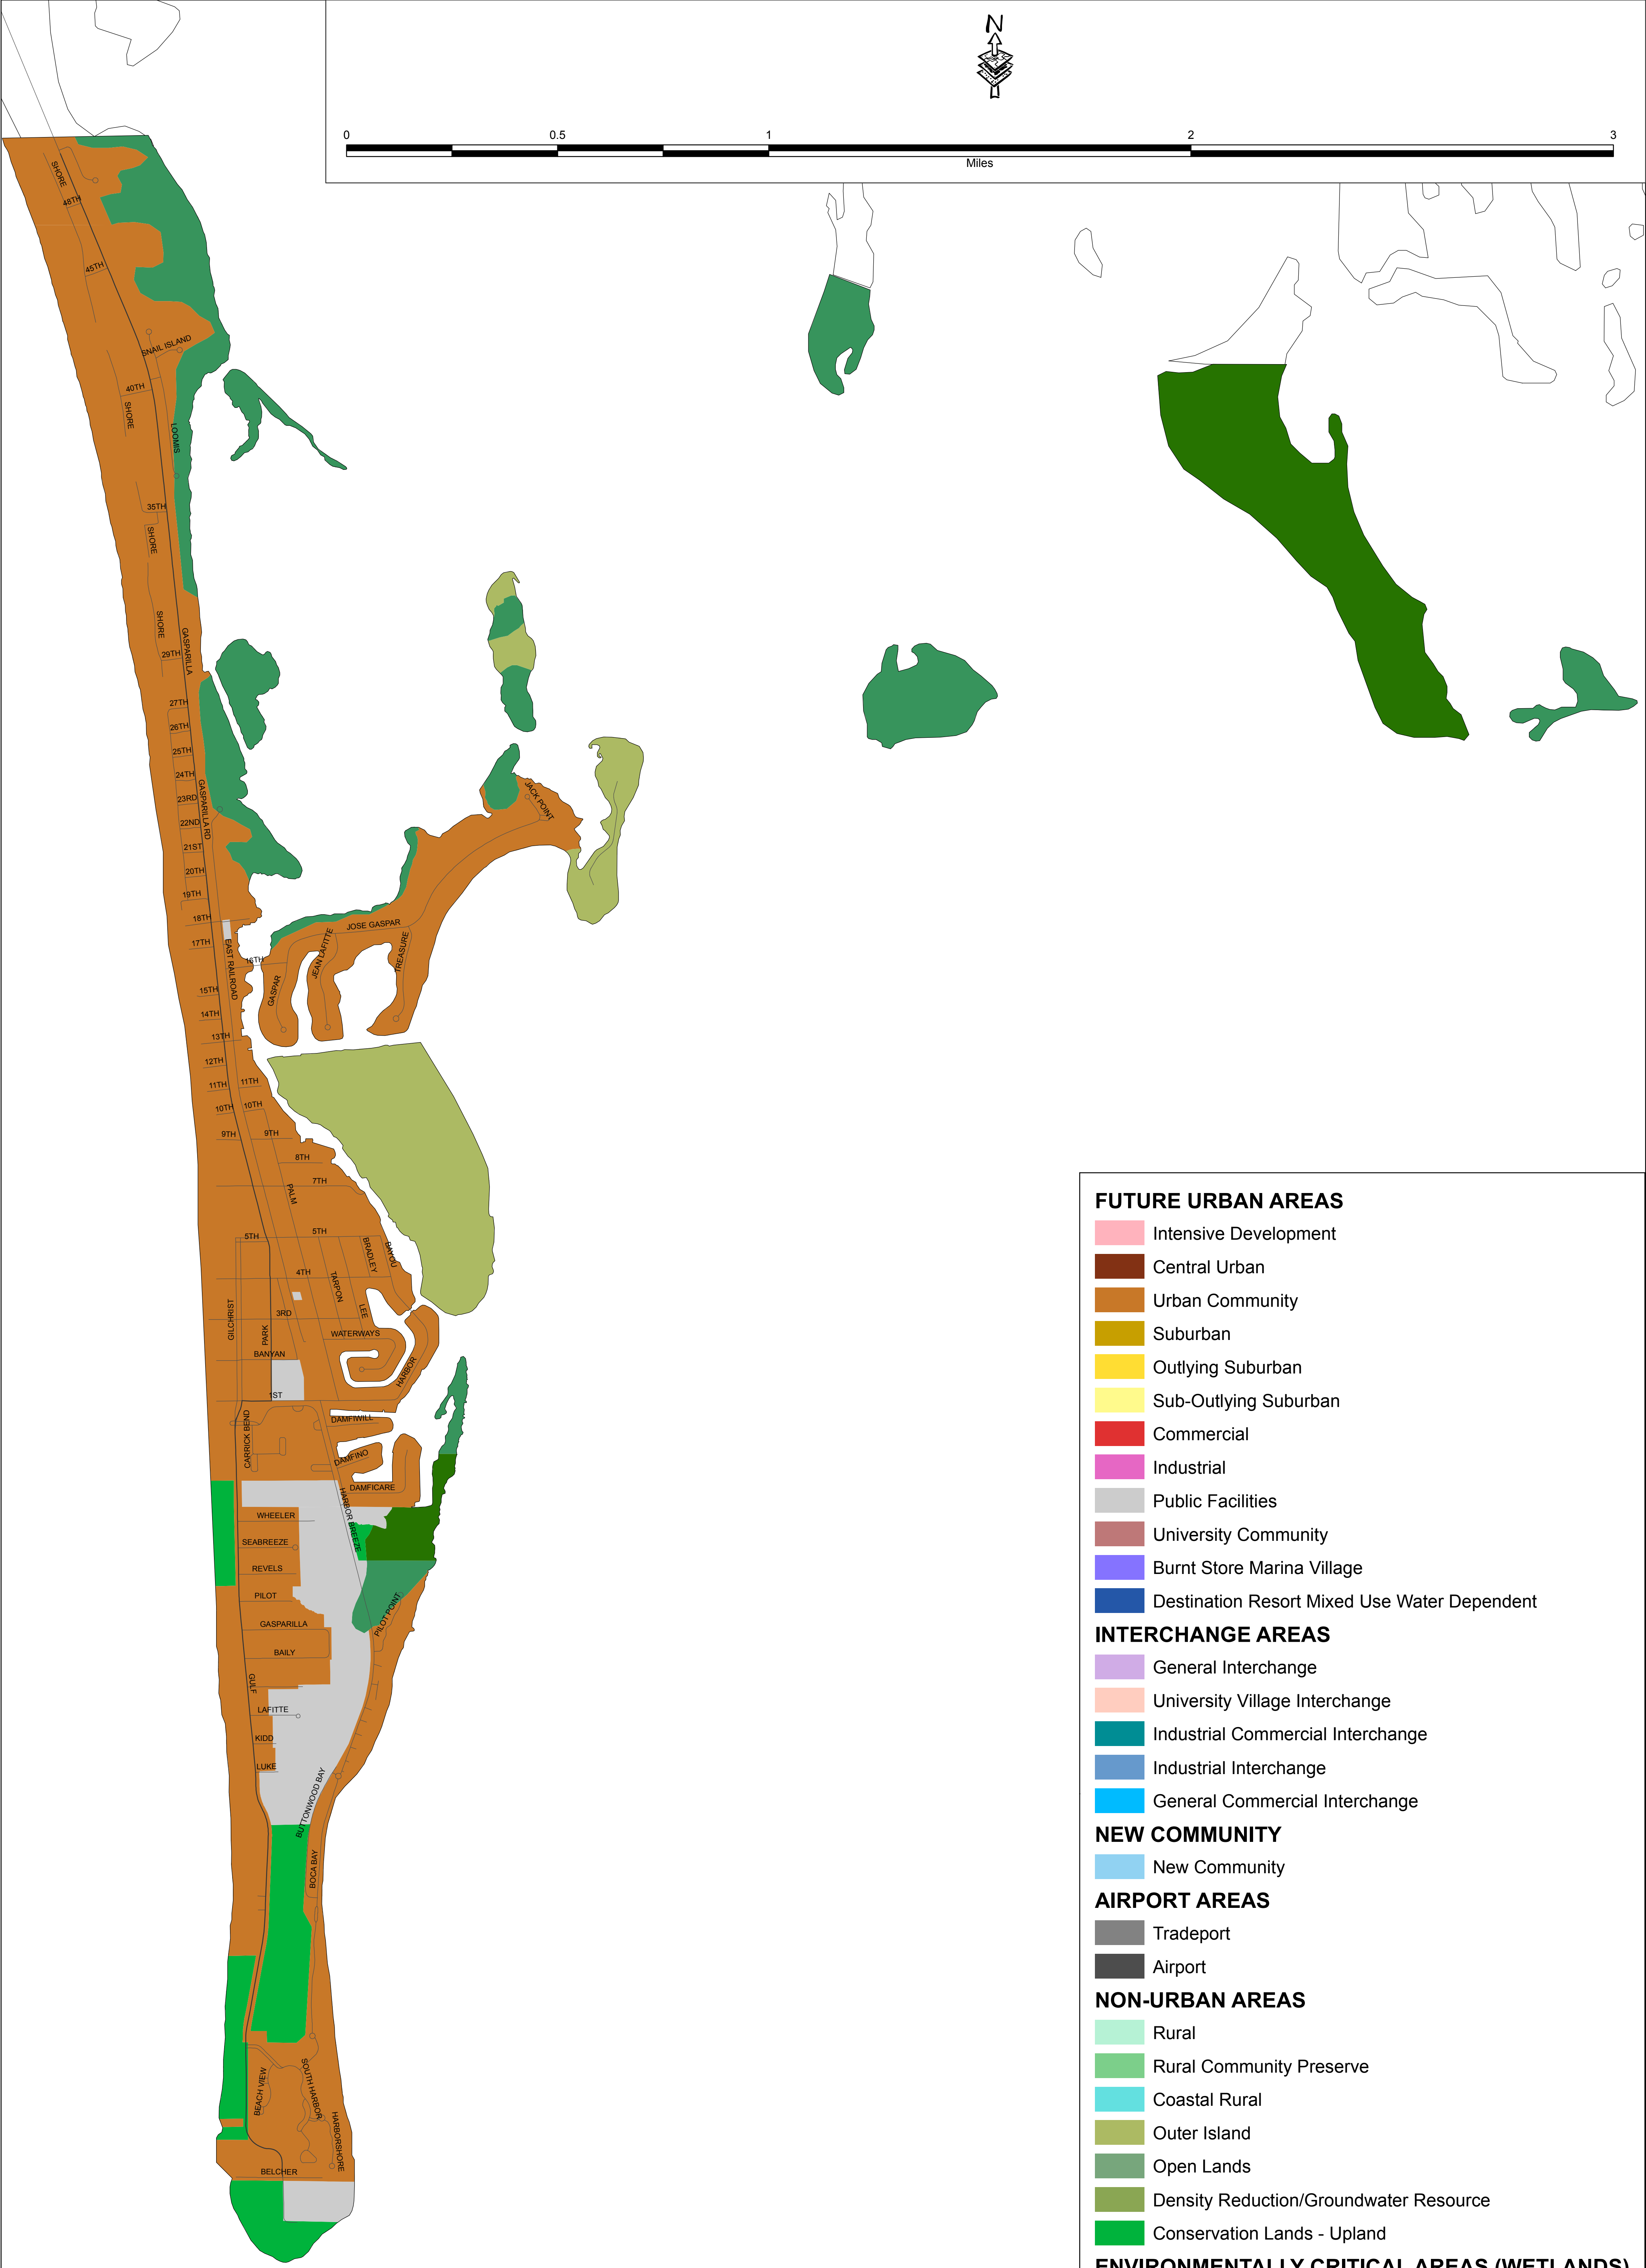 N
0 0.5 1 2 3
Miles
SHORE
48TH
45TH
SNAIL ISLAND
40TH
SHORE
LOOMIS
35TH
SHORE
SHORE
GASPARILLA
29TH
27TH
26TH
25TH
24TH
23RD
GASPARILLA RD
22ND
21ST
20TH
19TH
18TH
17TH
EAST RAILROAD
16TH
JACK POINT
JOSE GASPAR
JEAN LAFITTE
TREASURE
GASPAR
15TH
14TH
13TH
12TH
11TH
11TH
10TH
10TH
9TH
9TH
8TH
7TH
PALM
5TH
5TH
BRADLEY
BAYOU
4TH
TARPON
LEE
3RD
GILCHRIST
PARK
WATERWAYS
BANYAN
HARBOR
1ST
DAMFIWILL
CARRICK BEND
DAMFINO
DAMFICARE
HARBOR BREEZE
WHEELER
SEABREEZE
REVELS
PILOT
PILOT POINT
GASPARILLA
BAILY
GULF
LAFITTE
KIDD
LUKE
BUTTONWOOD BAY
BOCA BAY
BEACH VIEW
SOUTH HARBOR
HARBORSHORE
BELCHER
FUTURE URBAN AREAS
Intensive Development
Central Urban
Urban Community
Suburban
Outlying Suburban
Sub-Outlying Suburban
Commercial
Industrial
Public Facilities
University Community
Burnt Store Marina Village
Destination Resort Mixed Use Water Dependent
INTERCHANGE AREAS
General Interchange
University Village Interchange
Industrial Commercial Interchange
Industrial Interchange
General Commercial Interchange
NEW COMMUNITY
New Community
AIRPORT AREAS
Tradeport
Airport
NON-URBAN AREAS
Rural
Rural Community Preserve
Coastal Rural
Outer Island
Open Lands
Density Reduction/Groundwater Resource
Conservation Lands - Upland
ENVIRONMENTALLY CRITICAL AREAS (WETLANDS)